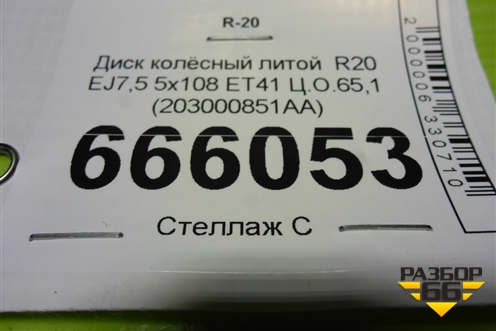 R-20
Диск колёсный литой R20
EJ7,5 5x108 ET41 Ц.О.65,1
(203000851AA)
666053
Стеллаж С
2000006330710
РАЗБОР
66